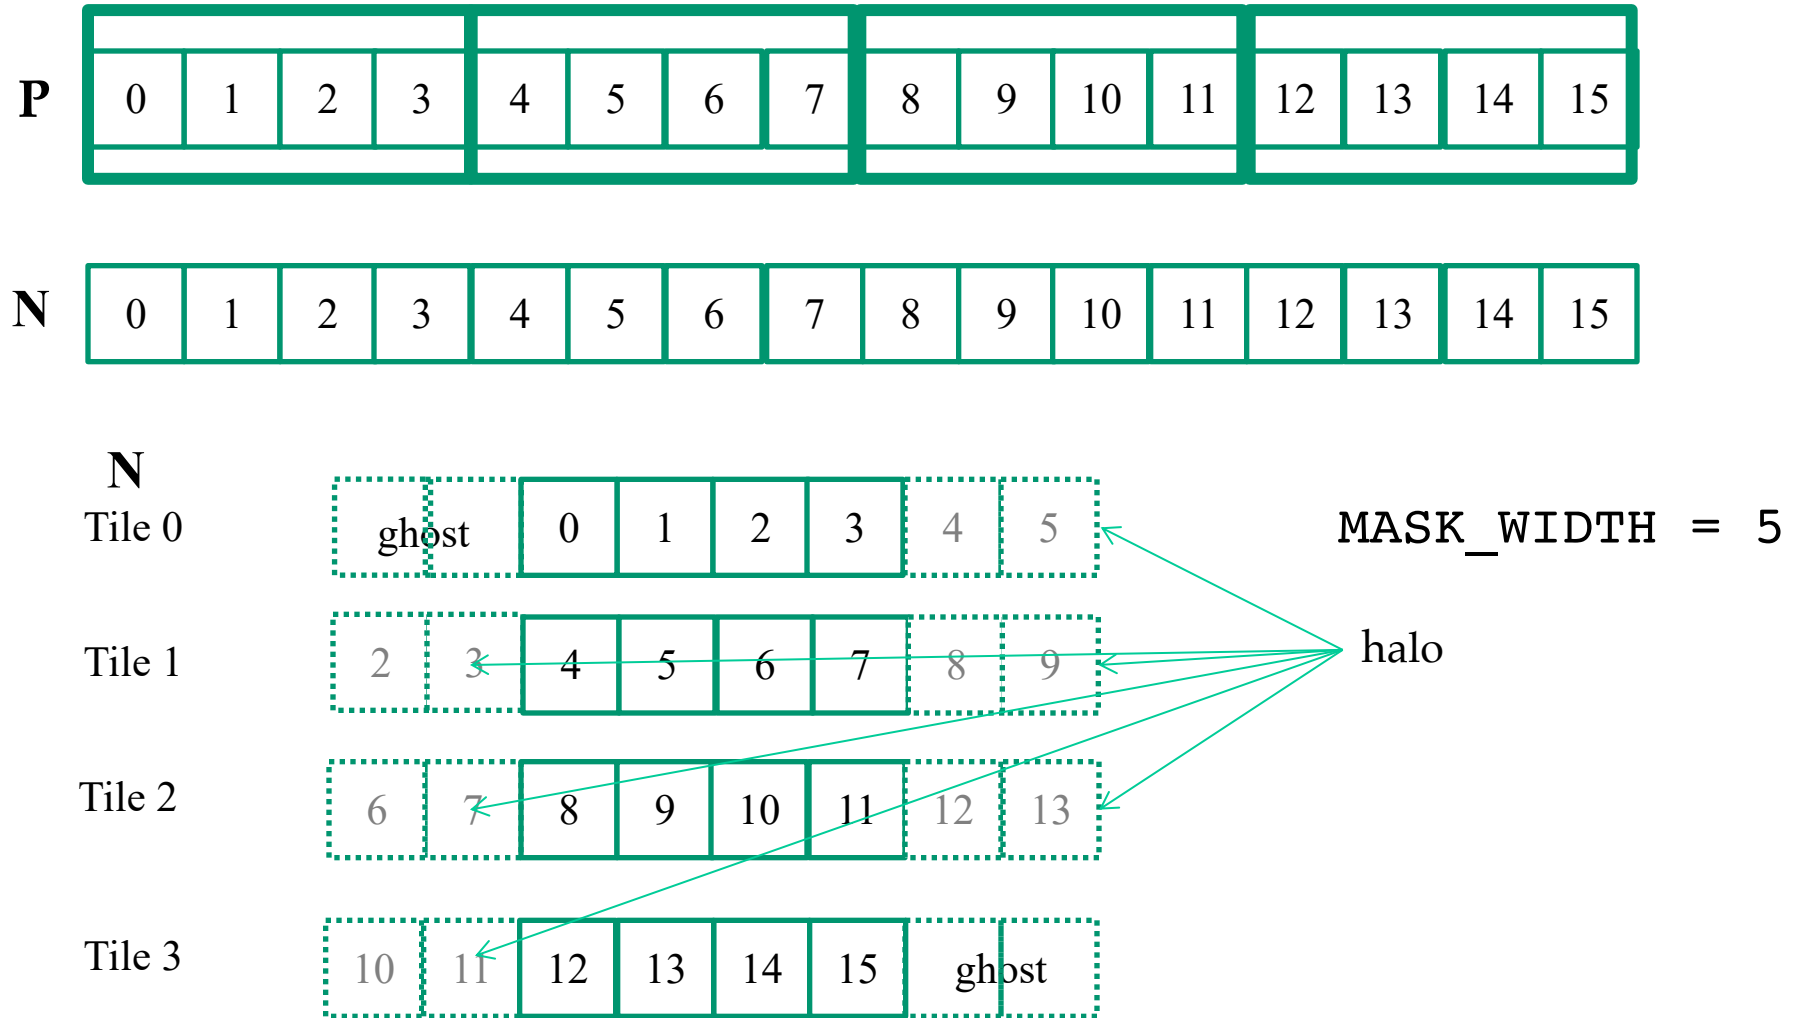 P 0 1 2 3 4 5 6 7 8 9 10 11 12 13 14 15
N 0 1 2 3 4 5 6 7 8 9 10 11 12 13 14 15
N
Tile 0 ghost 0 1 2 3 4 5 MASK_WIDTH = 5
Tile 1 2 3 4 5 6 7 8 9 halo
Tile 2 6 7 8 9 10 11 12 13
Tile 3 10 11 12 13 14 15 ghost